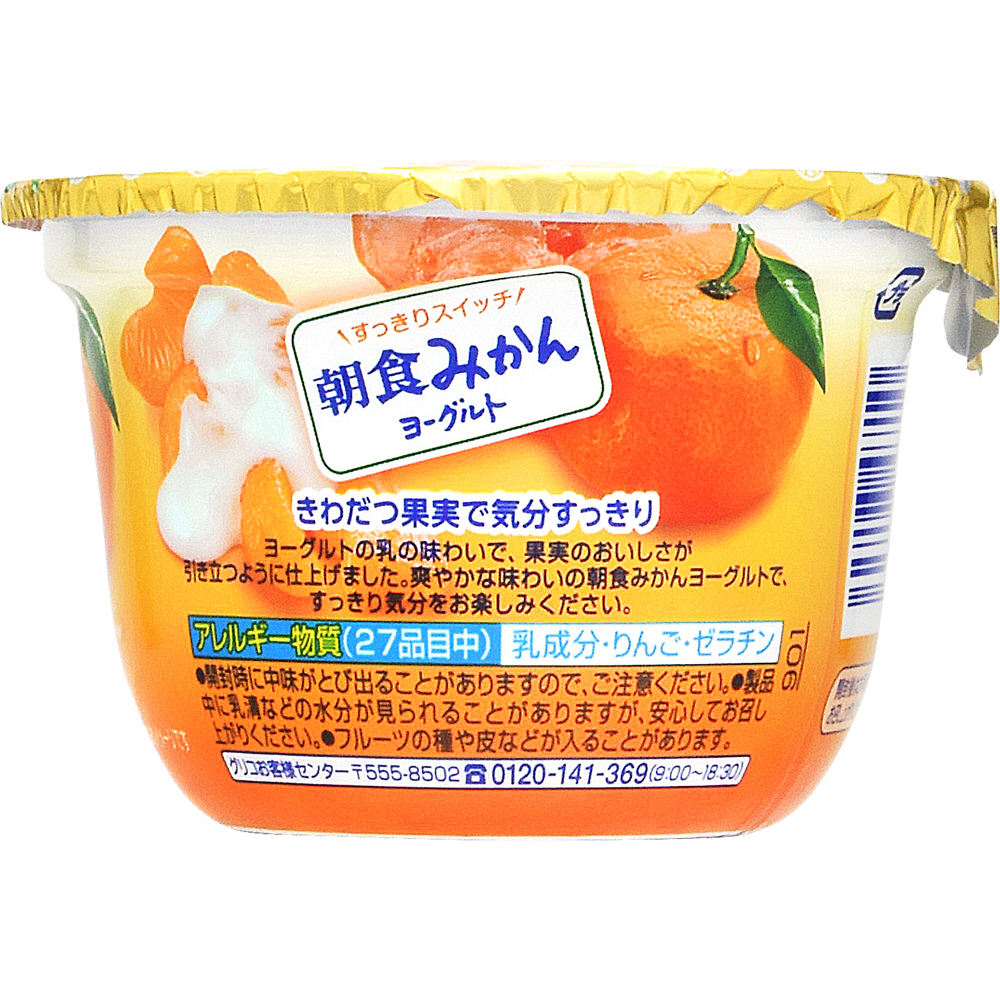 すっきりスイッチ
朝食みかん
ヨーグルト
プラ
きわだつ果実で気分すっきり
ヨーグルトの乳の味わいで、果実のおいしさが
引き立つように仕上げました。爽やかな味わいの朝食みかんヨーグルトで、
すっきり気分をお楽しみください。
アレルギー物質(27品目中) 乳成分・りんご・ゼラチン
●開封時に中味がとび出ることがありますので、ご注意ください。●製品
中に乳清などの水分が見られることがありますが、安心してお召し
上がりください。●フルーツの種や皮などが入ることがあります。
グリコお客様センター〒555-8502☎0120-141-369(9:00〜18:30)
106